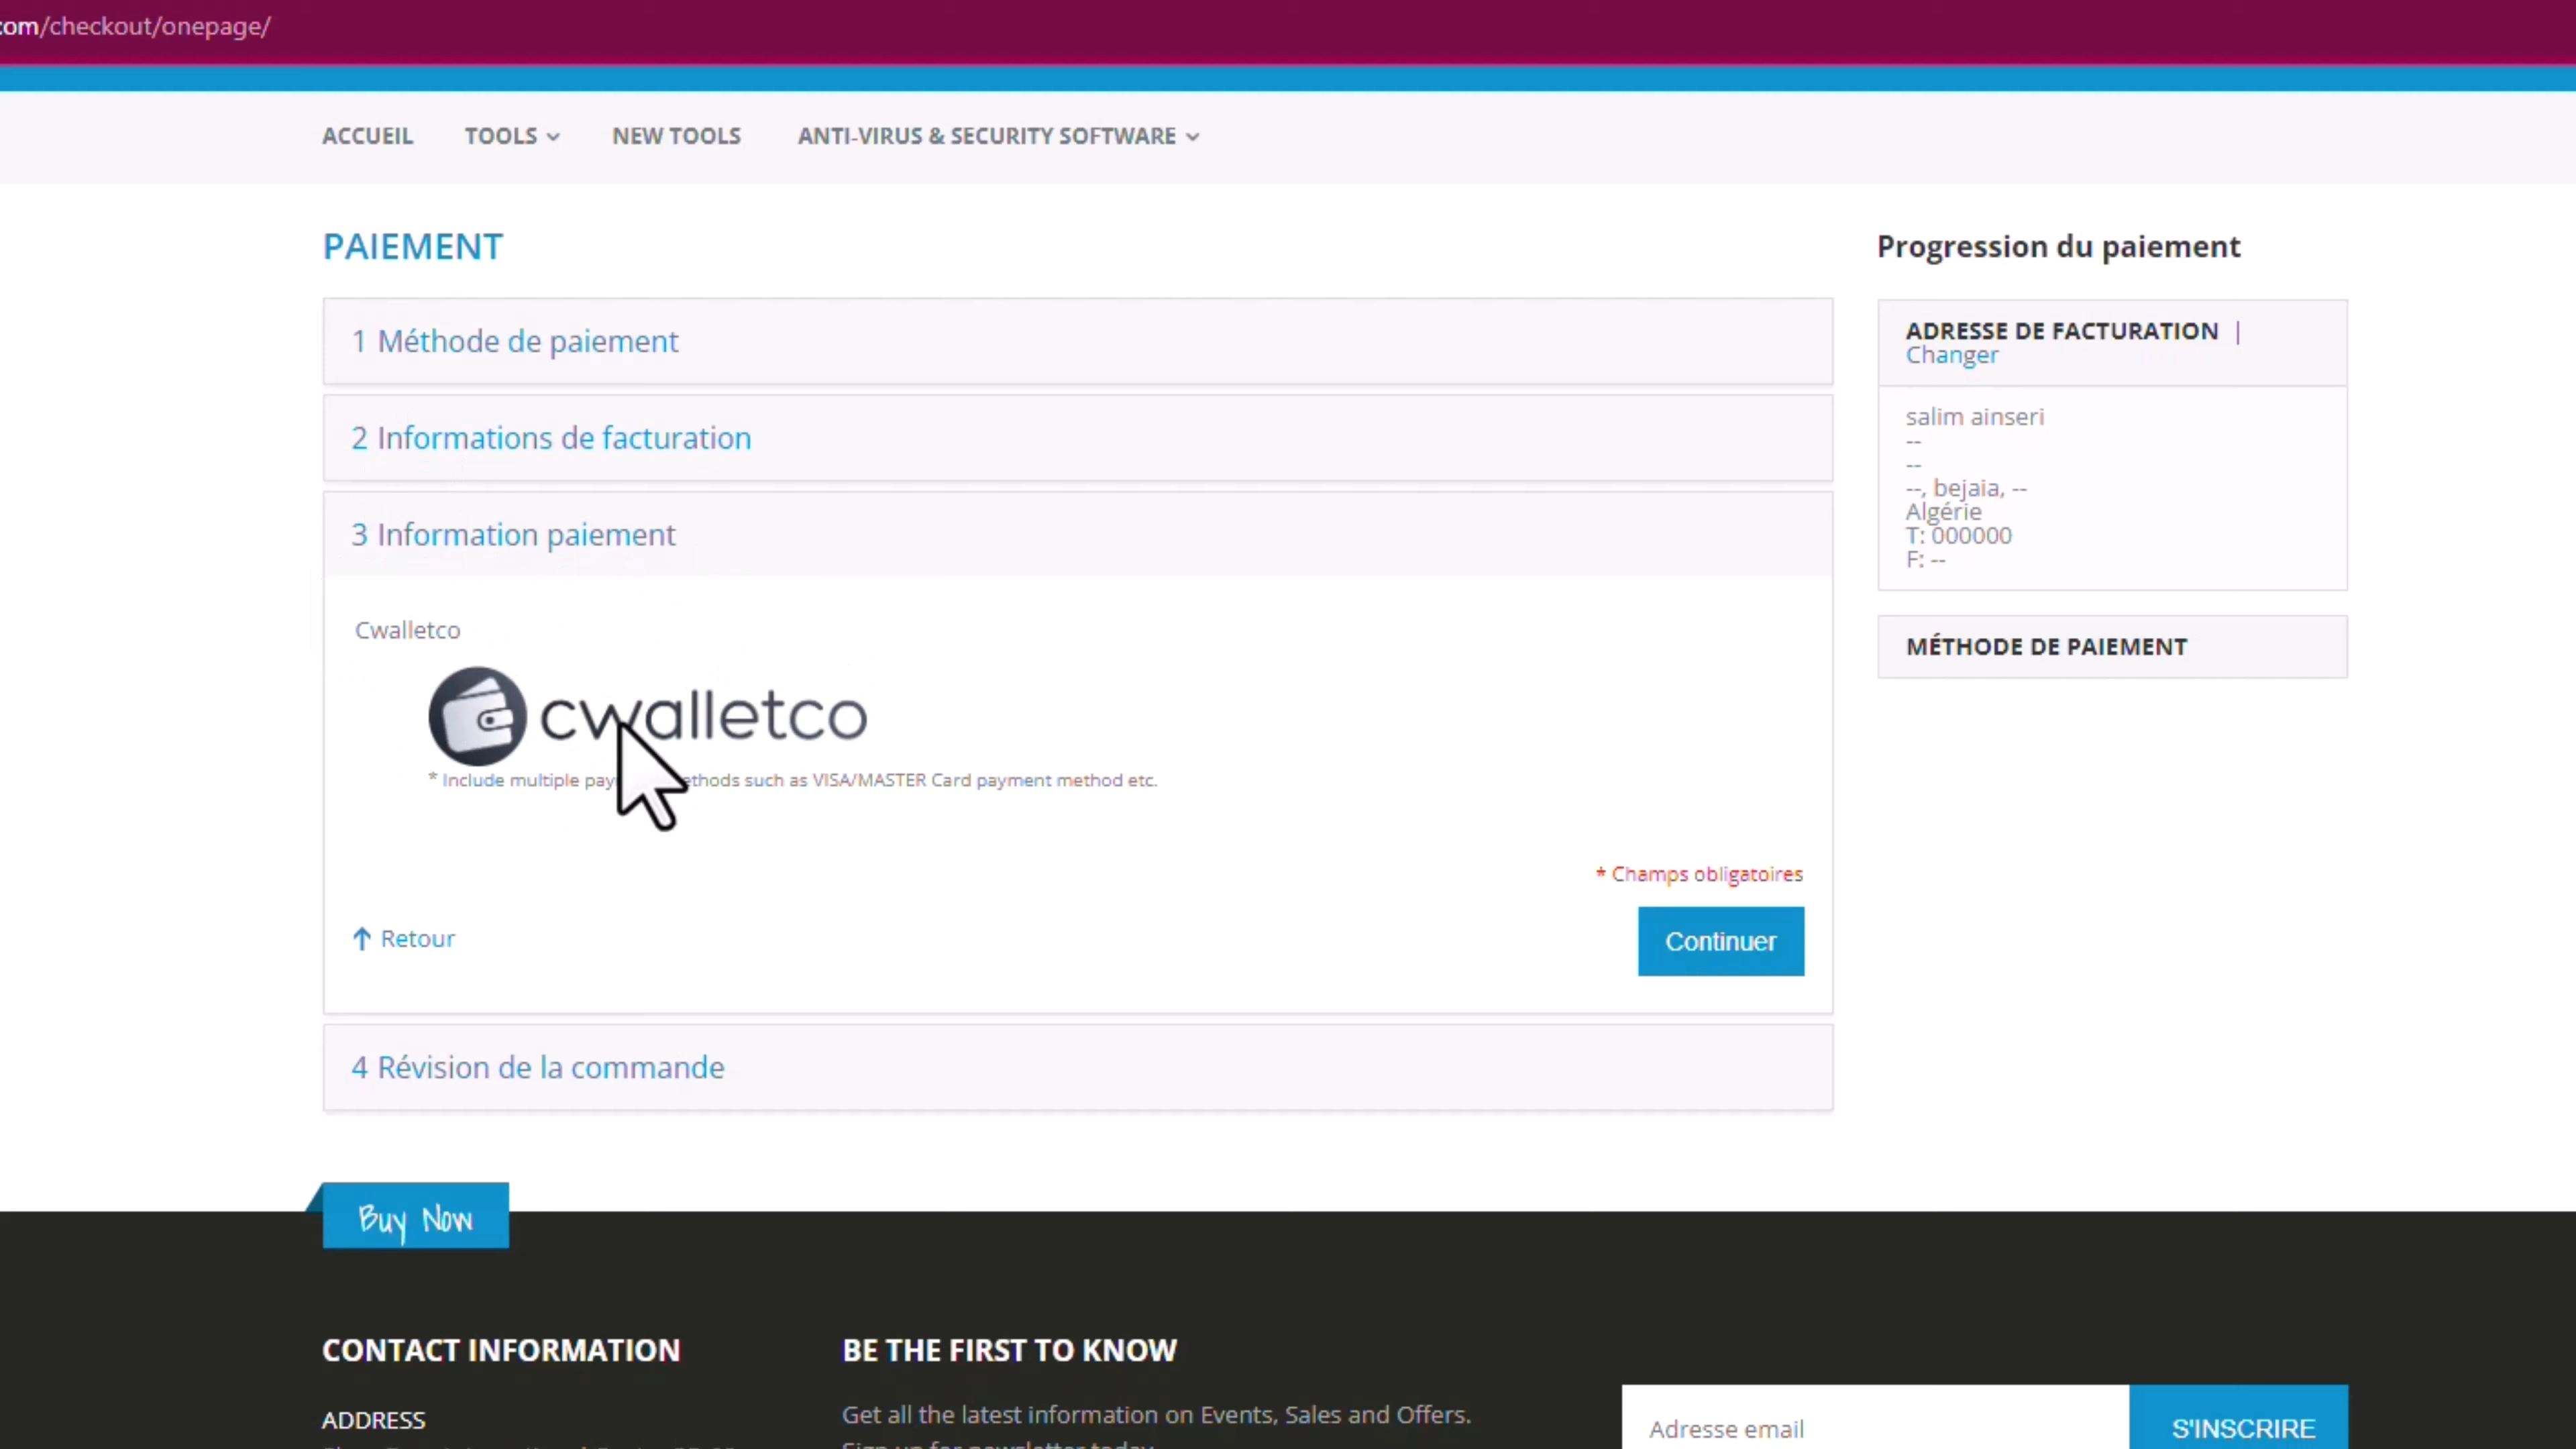 com/checkout/onepage/
ACCUEIL TOOLS NEW TOOLS ANTI-VIRUS & SECURITY SOFTWARE
PAIEMENT
1 Méthode de paiement
2 Informations de facturation
3 Information paiement
Cwalletco
cwalletco
* Include multiple methods such as VISA/MASTER Card payment method etc.
* Champs obligatoires
Retour
Continuer
4 Révision de la commande
Progression du paiement
ADRESSE DE FACTURATION |
Changer
salim ainseri
--
--
--, bejaia, --
Algérie
T: 000000
F: --
MÉTHODE DE PAIEMENT
Buy Now
CONTACT INFORMATION
ADDRESS
BE THE FIRST TO KNOW
Get all the latest information on Events, Sales and Offers.
Sign up for newsletter today
Adresse email
S'INSCRIRE